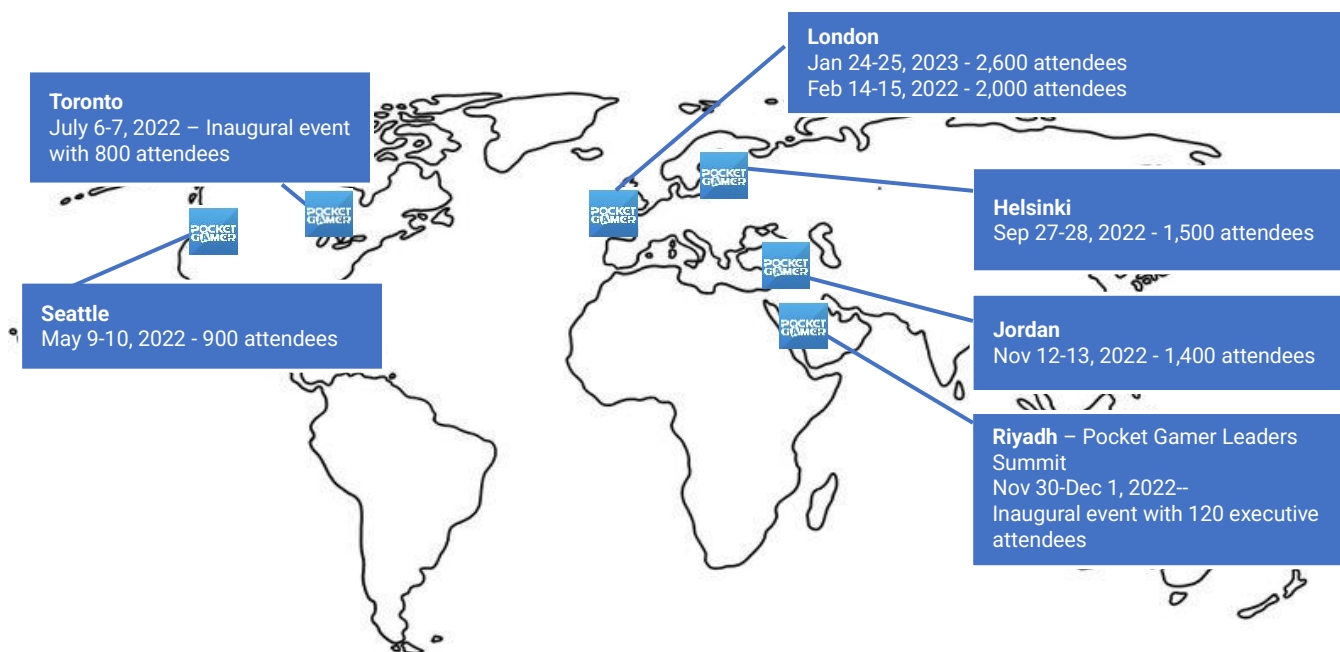 London
Jan 24-25, 2023 - 2,600 attendees
Feb 14-15, 2022 - 2,000 attendees
Toronto
July 6-7, 2022 – Inaugural event
with 800 attendees
POCKET
GAMER
POCKET
GAMER
POCKET
GAMER
POCKET
GAMER
Helsinki
Sep 27-28, 2022 - 1,500 attendees
POCKET
GAMER
Seattle
May 9-10, 2022 - 900 attendees
POCKET
GAMER
Jordan
Nov 12-13, 2022 - 1,400 attendees
Riyadh – Pocket Gamer Leaders
Summit
Nov 30-Dec 1, 2022--
Inaugural event with 120 executive
attendees